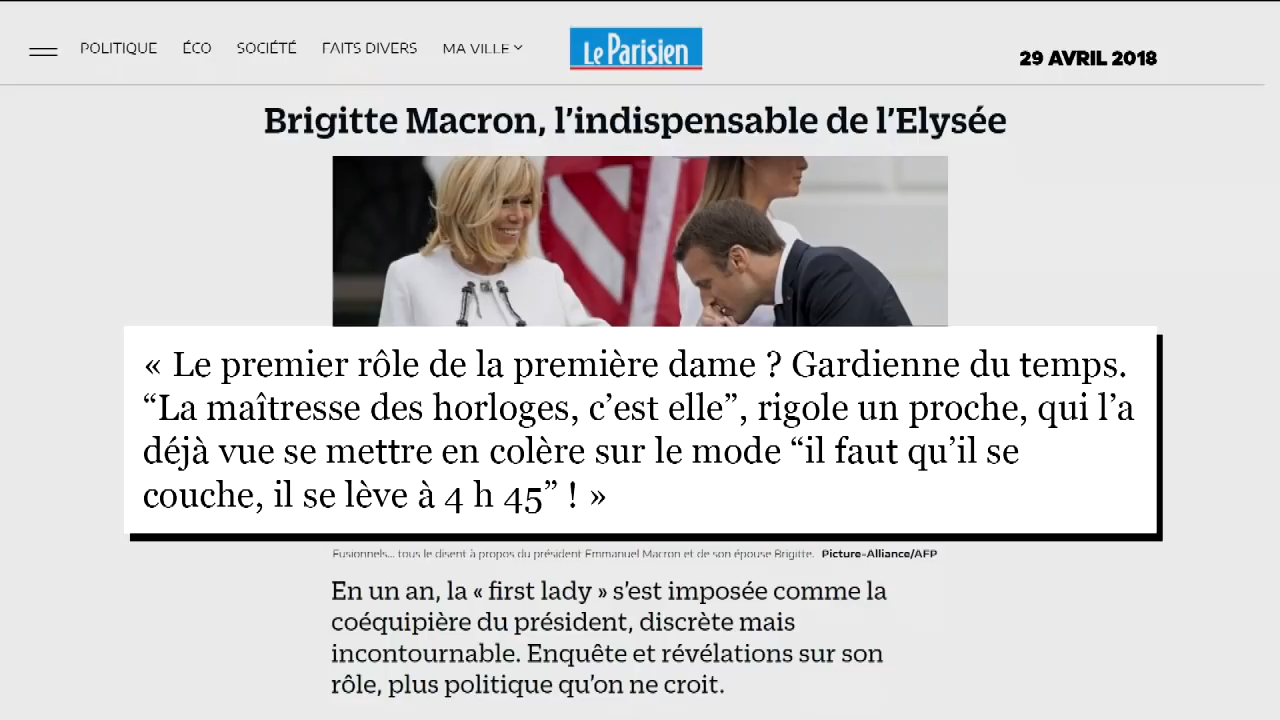 POLITIQUE ÉCO SOCIÉTÉ FAITS DIVERS MA VILLE
Le Parisien
29 AVRIL 2018
Brigitte Macron, l'indispensable de l'Elysée
« Le premier rôle de la première dame ? Gardienne du temps.
“La maîtresse des horloges, c’est elle”, rigole un proche, qui l’a
déjà vue se mettre en colère sur le mode “il faut qu’il se
couche, il se lève à 4 h 45” ! »
Fusionnels... tous le disent à propos du président Emmanuel Macron et de son épouse Brigitte. Picture-Alliance/AFP
En un an, la « first lady » s’est imposée comme la
coéquipière du président, discrète mais
incontournable. Enquête et révélations sur son
rôle, plus politique qu’on ne croit.